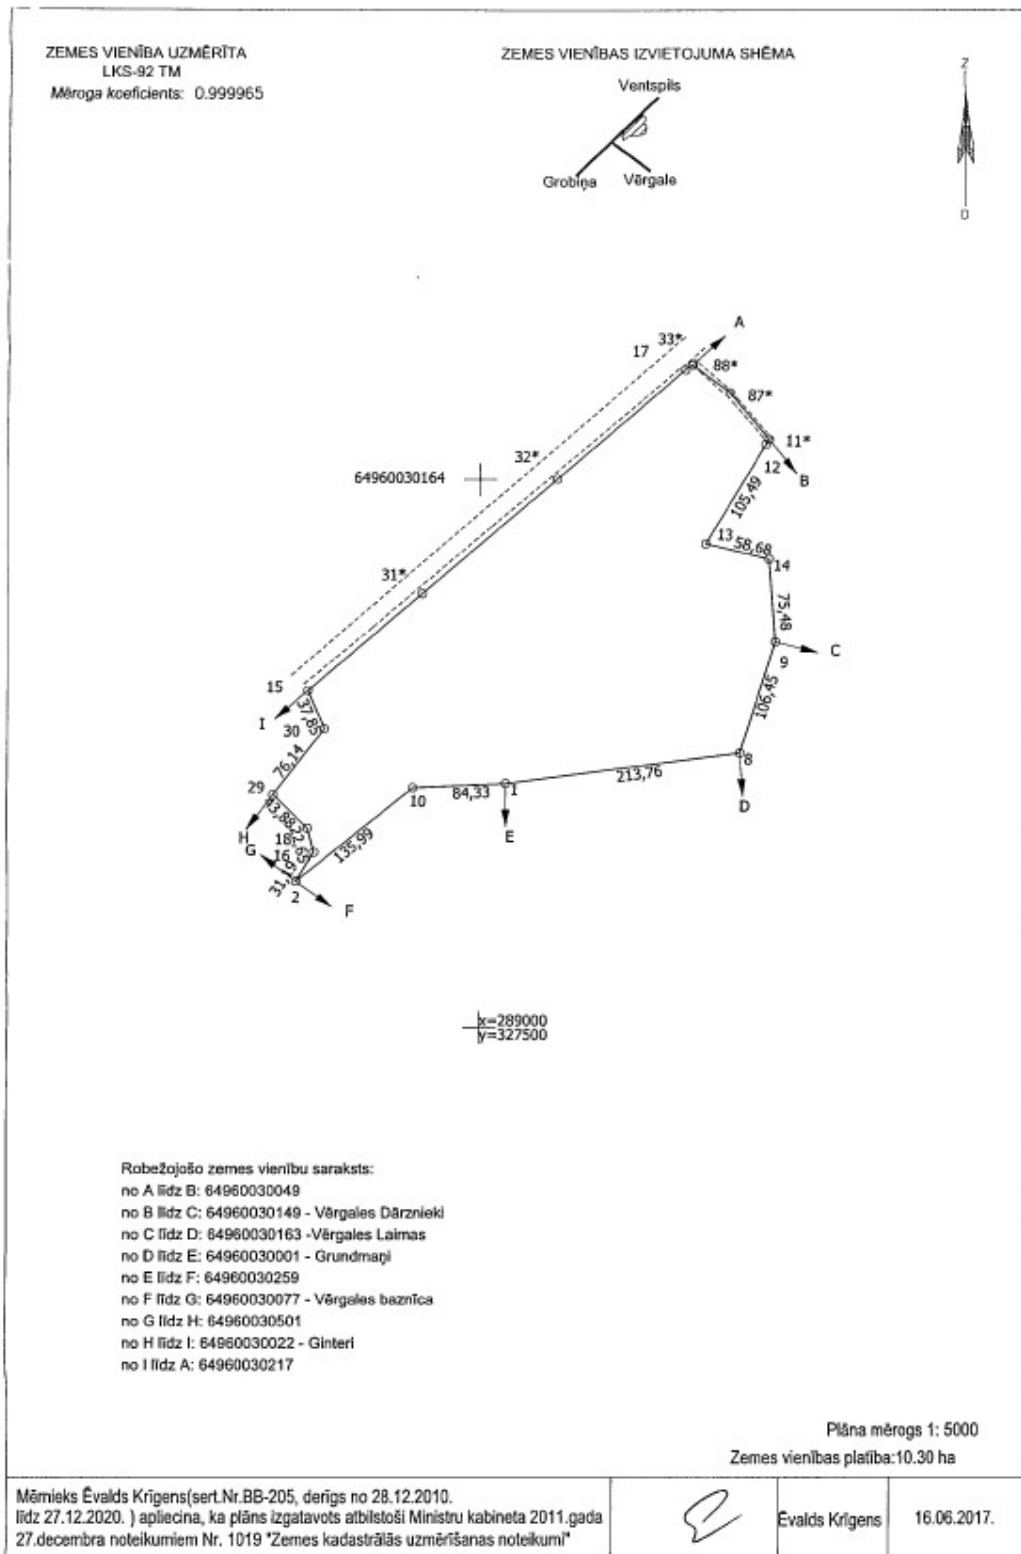 ZEMES VIENĪBA UZMĒRĪTA
LKS-92 TM
Mēroga koeficients: 0.999965
ZEMES VIENĪBAS IZVIETOJUMA SHĒMA
Ventspils
Grobiņa
Vērgale
Z
D
A
33*
17
88*
87*
11*
12
B
32*
64960030164
105,49
13
58,68
14
75,48
31*
9
C
106,45
15
I
37,85
30
76,14
8
213,76
D
29
10
84,33
1
E
43,88
H
18
22,65
G
16
135,99
31,19
2
F
x=289000
y=327500
Robežojošo zemes vienību saraksts:
no A līdz B: 64960030049
no B līdz C: 64960030149 - Vērgales Dārznieki
no C līdz D: 64960030163 -Vērgales Laimas
no D līdz E: 64960030001 - Grundmaņi
no E līdz F: 64960030259
no F līdz G: 64960030077 - Vērgales baznīca
no G līdz H: 64960030501
no H līdz I: 64960030022 - Ginteri
no I līdz A: 64960030217
Plāna mērogs 1: 5000
Zemes vienības platība:10.30 ha
Mērnieks Ēvalds Krīgens(sert.Nr.BB-205, derīgs no 28.12.2010.
līdz 27.12.2020. ) apliecina, ka plāns izgatavots atbilstoši Ministru kabineta 2011.gada
27.decembra noteikumiem Nr. 1019 "Zemes kadastrālās uzmērīšanas noteikumi"
Ēvalds Krīgens
16.06.2017.